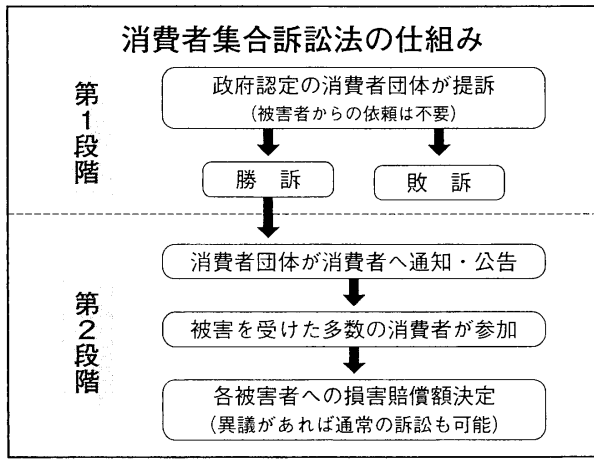 消費者集合訴訟法の仕組み
第1段階
政府認定の消費者団体が提訴
(被害者からの依頼は不要)
勝 訴
敗 訴
第2段階
消費者団体が消費者へ通知・公告
被害を受けた多数の消費者が参加
各被害者への損害賠償額決定
(異議があれば通常の訴訟も可能)